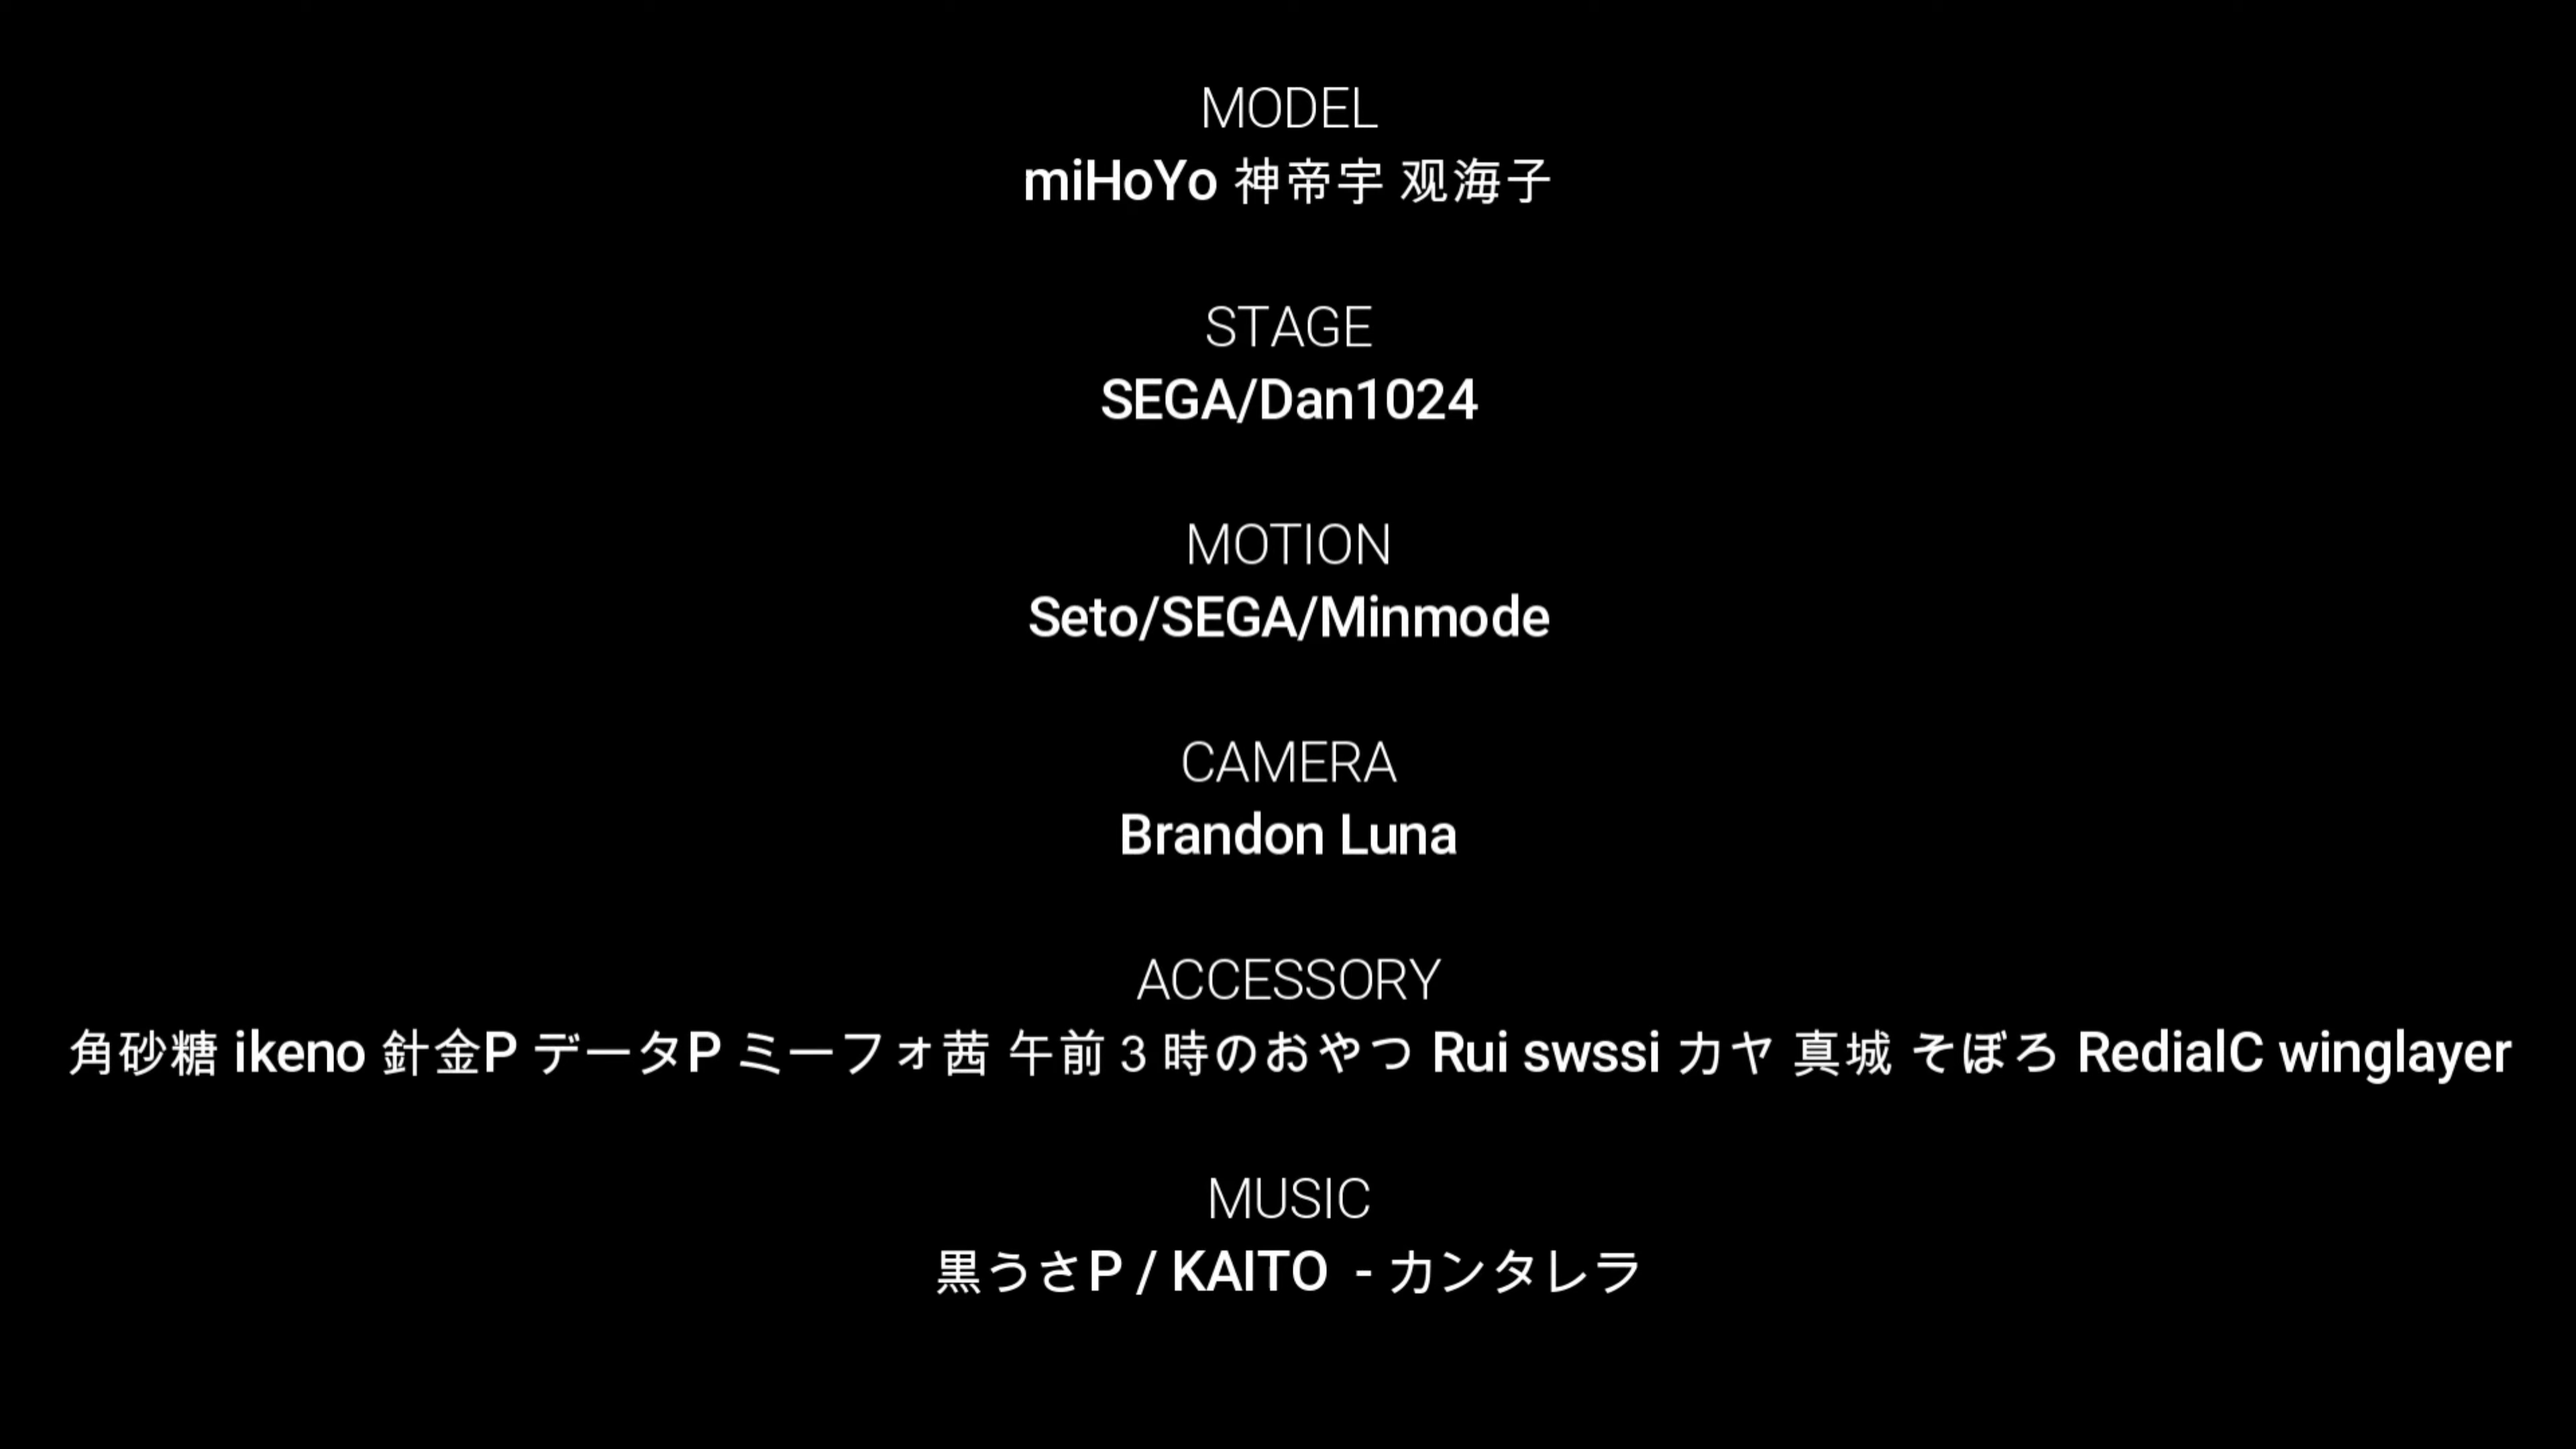 MODEL
miHoYo 神帝宇 观海子
STAGE
SEGA/Dan1024
MOTION
Seto/SEGA/Minmode
CAMERA
Brandon Luna
ACCESSORY
角砂糖 ikeno 針金P データP ミーフォ茜 午前３時のおやつ Rui swssi カヤ 真城 そぼろ RedialC winglayer
MUSIC
黒うさP / KAITO - カンタレラ